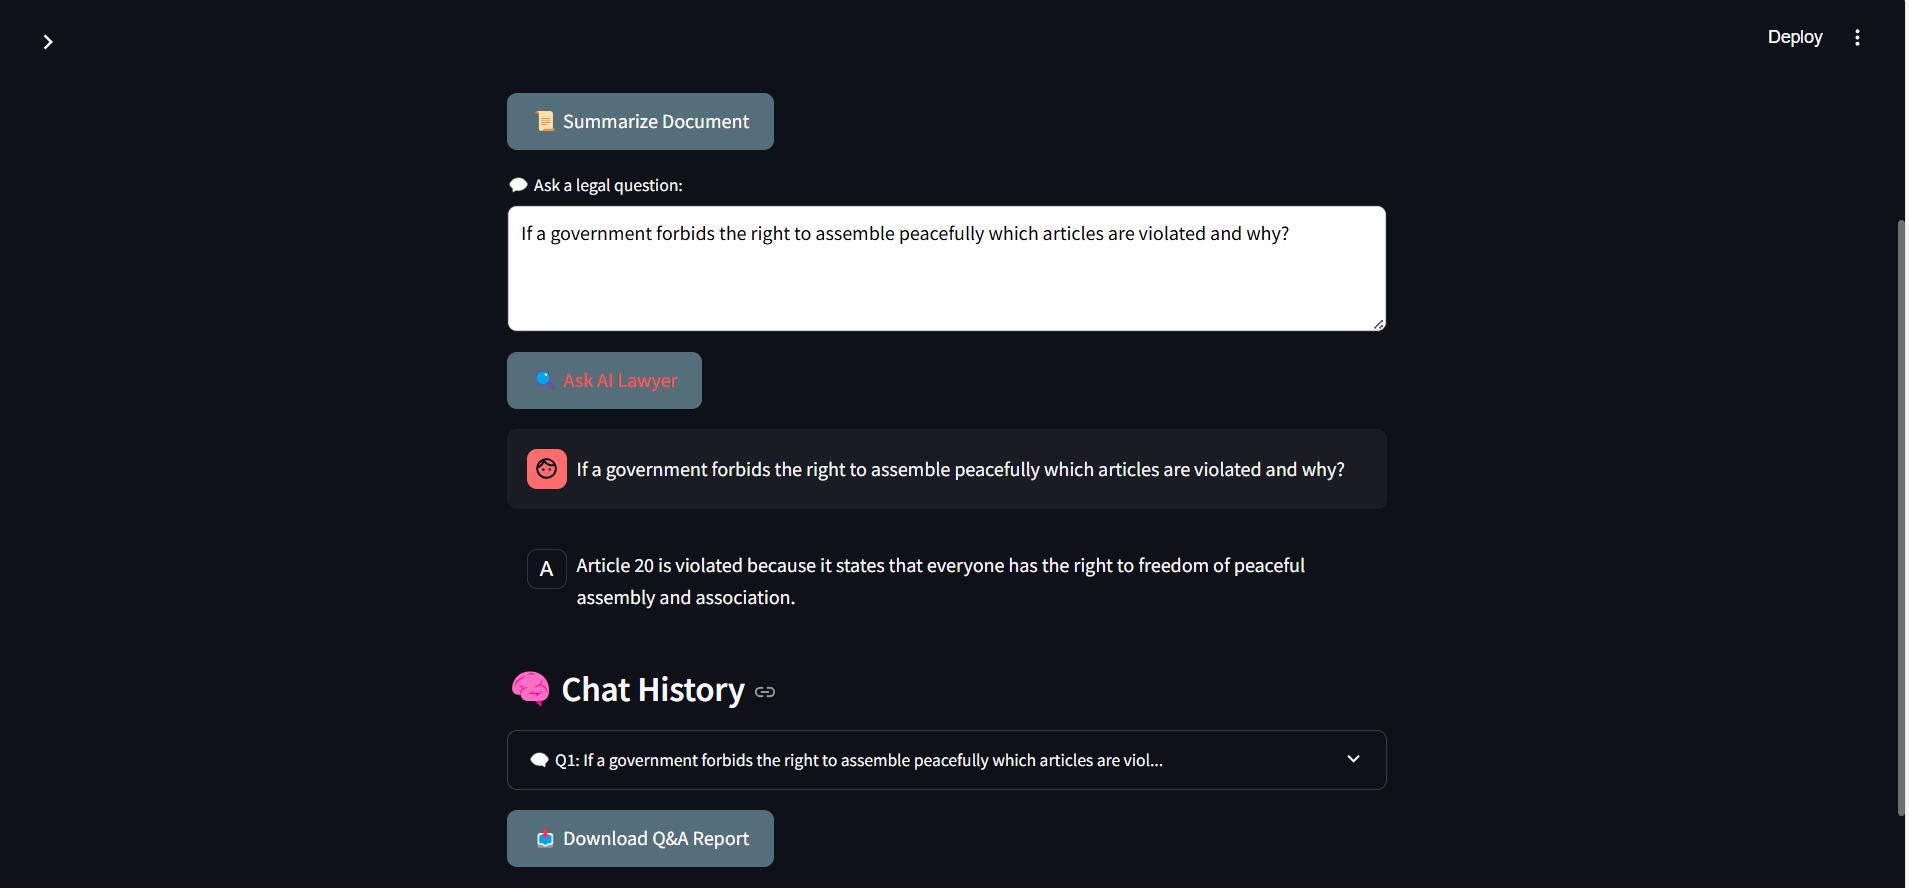 Deploy
Summarize Document
Ask a legal question:
If a government forbids the right to assemble peacefully which articles are violated and why?
Ask AI Lawyer
If a government forbids the right to assemble peacefully which articles are violated and why?
A
Article 20 is violated because it states that everyone has the right to freedom of peaceful
assembly and association.
Chat History
Q1: If a government forbids the right to assemble peacefully which articles are viol...
Download Q&A Report